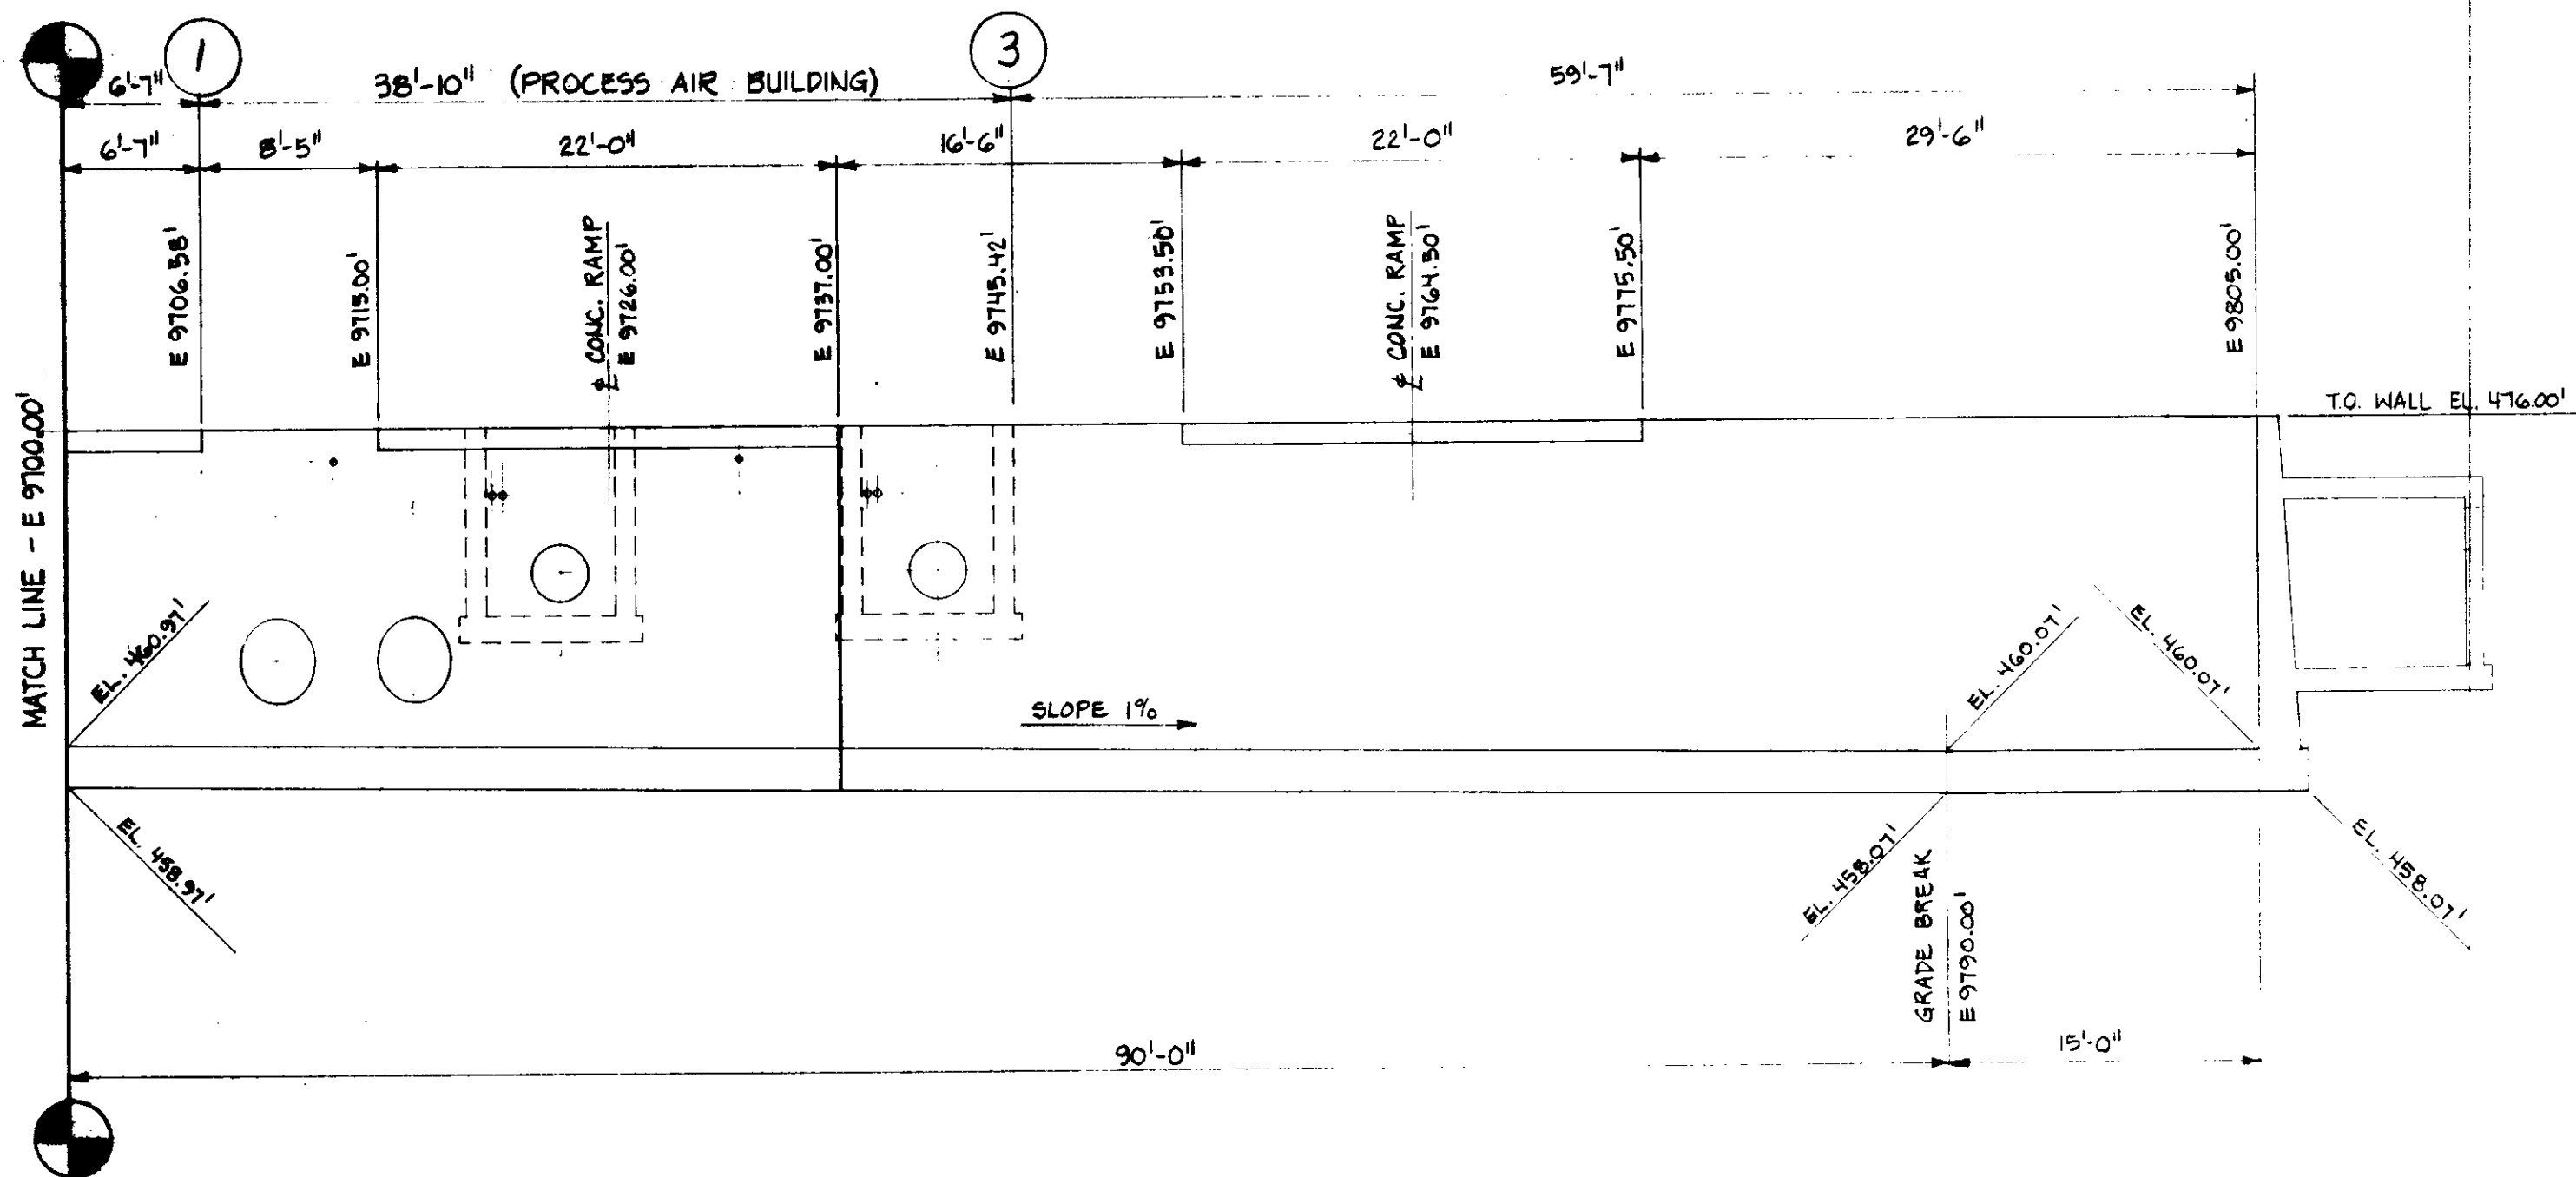 1
3
6'-7"
38'-10" (PROCESS AIR BUILDING)
59'-7"
6'-7"
8'-5"
22'-0"
16'-6"
22'-0"
29'-6"
E 9706.58'
E 9715.00'
℄ CONC. RAMP
E 9726.00'
E 9737.00'
E 9745.42'
E 9753.50'
℄ CONC. RAMP
E 9764.50'
E 9775.50'
E 9805.00'
MATCH LINE - E 9700.00'
T.O. WALL EL. 476.00'
EL. 460.97'
EL. 460.07'
EL. 460.07'
SLOPE 1%
EL. 458.97'
EL. 458.07'
EL. 458.07'
GRADE BREAK
E 9790.00'
90'-0"
15'-0"